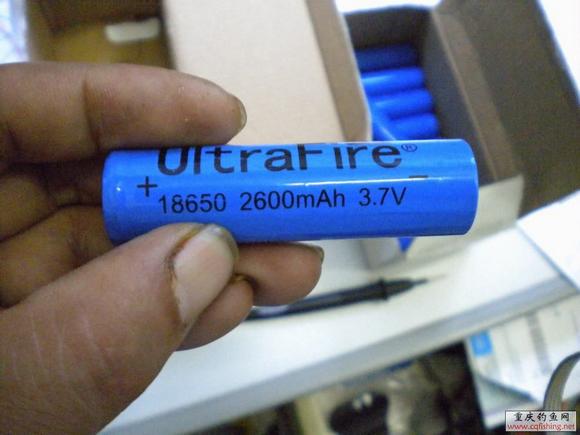 UltraFire®
+ -
18650 2600mAh 3.7V
重庆钓鱼网
www.cqfishing.net